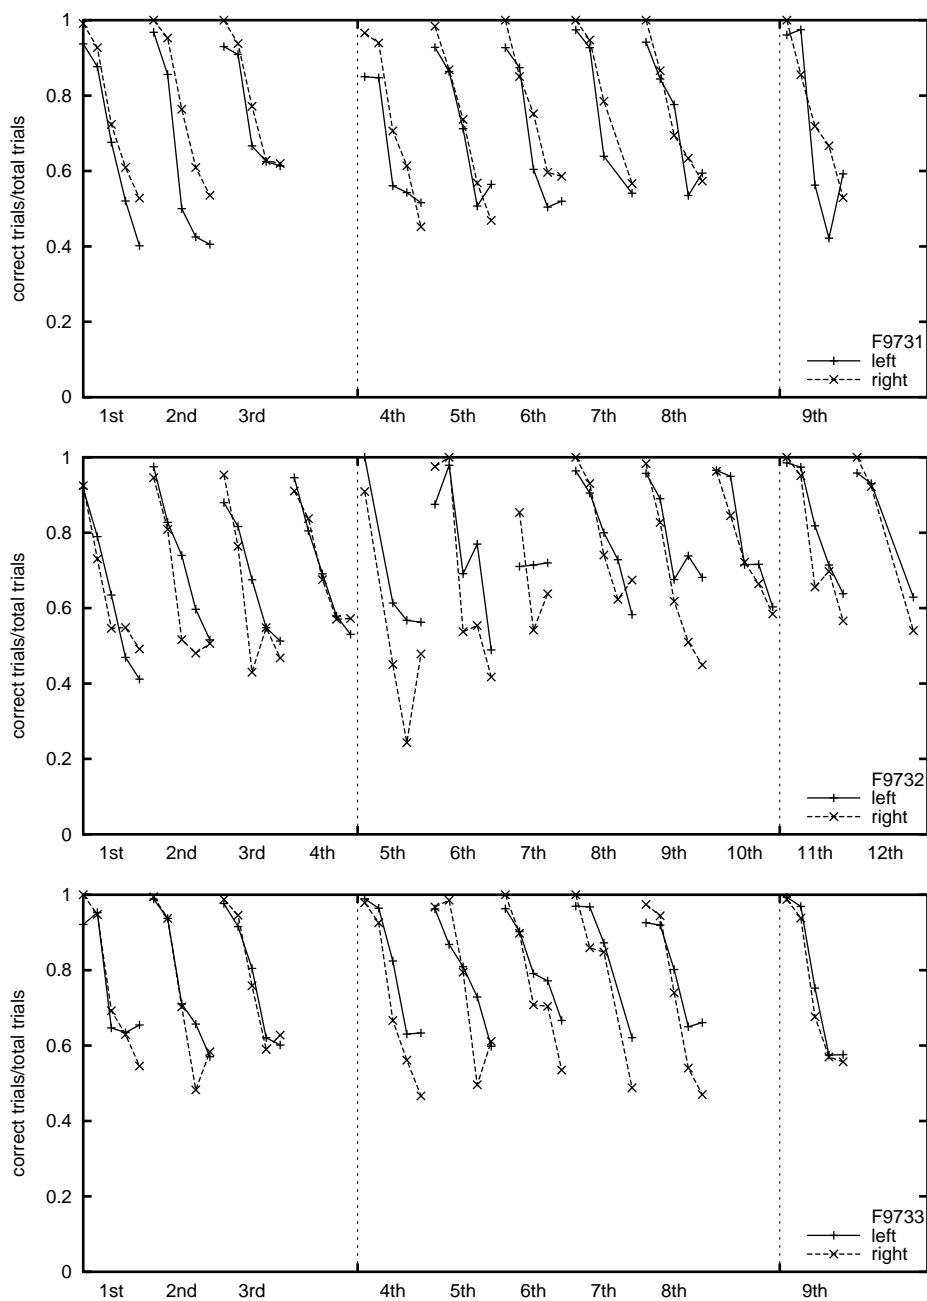 1
0.8
0.6
0.4
0.2
0
correct trials/total trials
F9731
left
right
1st 2nd 3rd 4th 5th 6th 7th 8th 9th
1
0.8
0.6
0.4
0.2
0
correct trials/total trials
F9732
left
right
1st 2nd 3rd 4th 5th 6th 7th 8th 9th 10th 11th 12th
1
0.8
0.6
0.4
0.2
0
correct trials/total trials
F9733
left
right
1st 2nd 3rd 4th 5th 6th 7th 8th 9th